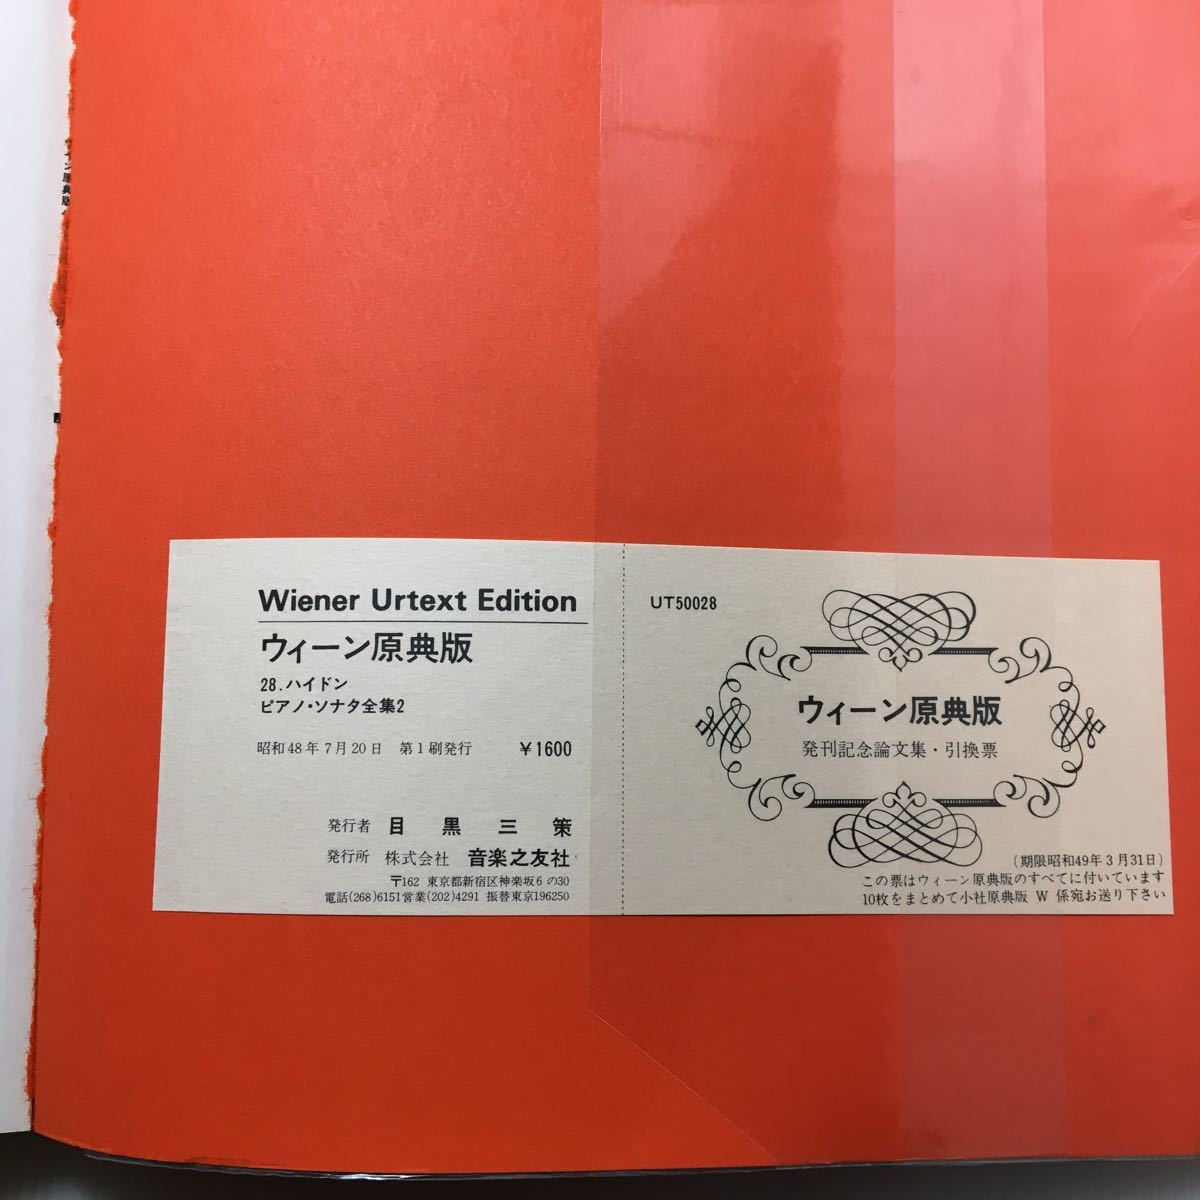 Wiener Urtext Edition
ウィーン原典版
28.ハイドン
ピアノ・ソナタ全集2
昭和48年7月20日 第1刷発行 ¥1600
発行者 目黒三策
発行所 株式会社 音楽之友社
〒162 東京都新宿区神楽坂6の30
電話(268)6151営業(202)4291 振替東京196250
UT50028
ウィーン原典版
発刊記念論文集・引換票
(期限昭和49年3月31日)
この票はウィーン原典版のすべてに付いています
10枚をまとめて小社原典版 W 係宛お送り下さい